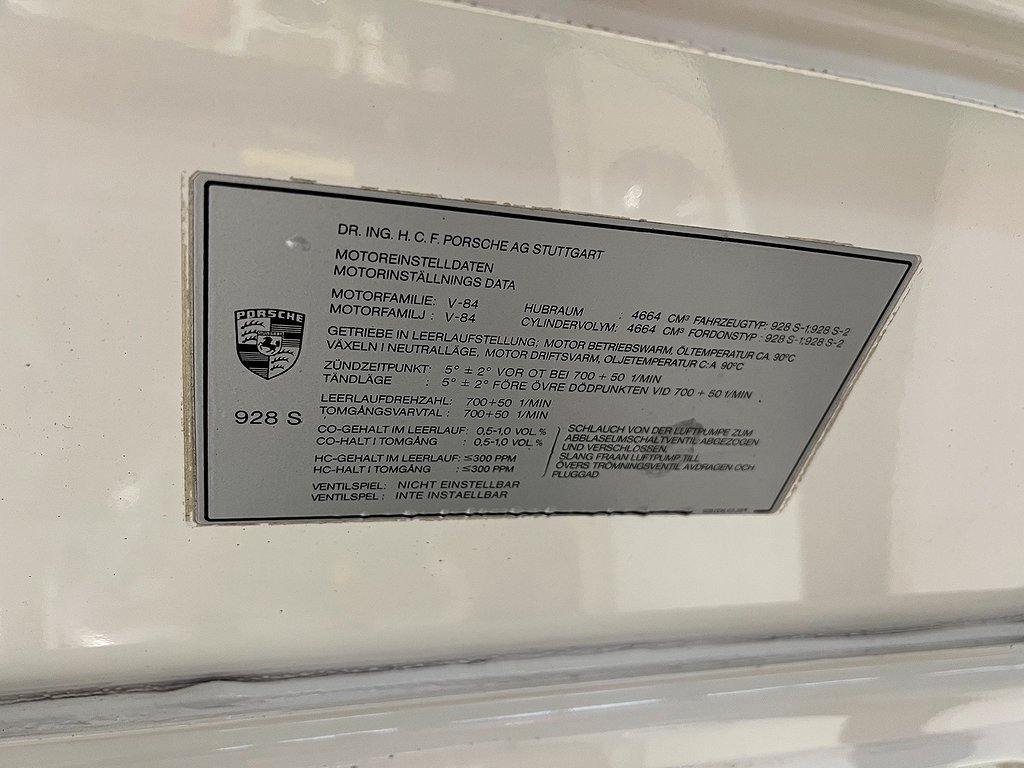 DR. ING. H. C. F. PORSCHE AG STUTTGART
MOTOREINSTELLDATEN
MOTORINSTÄLLNINGS DATA
MOTORFAMILIE: V-84 HUBRAUM : 4664 CM³ FAHRZEUGTYP: 928 S-1;928 S-2
MOTORFAMILJ : V-84 CYLINDERVOLYM: 4664 CM³ FORDONSTYP : 928 S-1;928 S-2
GETRIEBE IN LEERLAUFSTELLUNG; MOTOR BETRIEBSWARM, ÖLTEMPERATUR CA. 90°C
VÄXELN I NEUTRALLÄGE, MOTOR DRIFTSVARM, OLJETEMPERATUR C:A 90°C
ZÜNDZEITPUNKT: 5° ± 2° VOR OT BEI 700 + 50 1/MIN
TÄNDLÄGE : 5° ± 2° FÖRE ÖVRE DÖDPUNKTEN VID 700 + 50 1/MIN
LEERLAUFDREHZAHL: 700+50 1/MIN
TOMGÅNGSVARVTAL : 700+50 1/MIN
CO-GEHALT IM LEERLAUF: 0,5-1,0 VOL %
CO-HALT I TOMGÅNG : 0,5-1,0 VOL %
HC-GEHALT IM LEERLAUF: ≤300 PPM
HC-HALT I TOMGÅNG : ≤300 PPM
SCHLAUCH VON DER LUFTPUMPE ZUM
ABBLASEUMSCHALTVENTIL ABGEZOGEN
UND VERSCHLOSSEN.
SLANG FRAAN LUFTPUMP TILL
ÖVERS TRÖMNINGSVENTIL AVDRAGEN OCH
PLUGGAD
VENTILSPIEL: NICHT EINSTELLBAR
VENTILSPEL : INTE INSTAELLBAR
PORSCHE
928 S